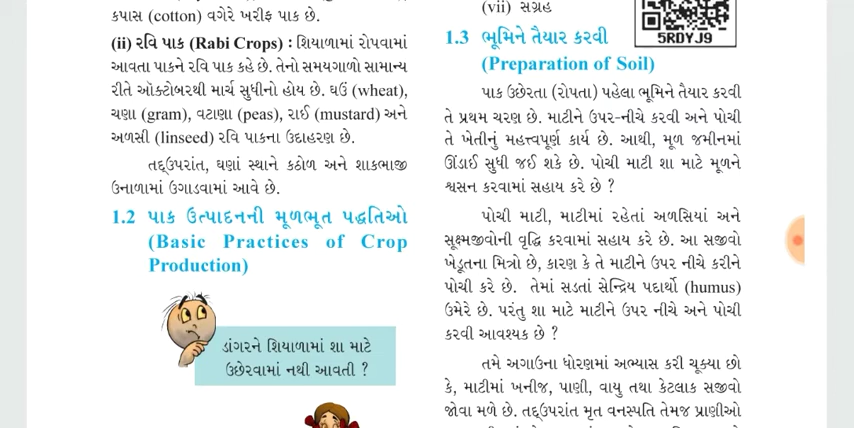 કપાસ (cotton) વગેરે ખરીફ પાક છે.
(ii) રવિ પાક (Rabi Crops) : શિયાળામાં રોપવામાં
આવતા પાકને રવિ પાક કહે છે. તેનો સમયગાળો સામાન્ય
રીતે ઑક્ટોબરથી માર્ચ સુધીનો હોય છે. ઘઉં (wheat),
ચણા (gram), વટાણા (peas), રાઈ (mustard) અને
અળસી (linseed) રવિ પાકના ઉદાહરણ છે.
તદ્ઉપરાંત, ઘણાં સ્થાને કઠોળ અને શાકભાજી
ઉનાળામાં ઉગાડવામાં આવે છે.
1.2 પાક ઉત્પાદનની મૂળભૂત પદ્ધતિઓ
(Basic Practices of Crop
Production)
ડાંગરને શિયાળામાં શા માટે
ઉછેરવામાં નથી આવતી ?
(vii) સંગ્રહ
5RDYJ9
1.3 ભૂમિને તૈયાર કરવી
(Preparation of Soil)
પાક ઉછેરતા (રોપતા) પહેલા ભૂમિને તૈયાર કરવી
તે પ્રથમ ચરણ છે. માટીને ઉપર-નીચે કરવી અને પોચી
તે ખેતીનું મહત્ત્વપૂર્ણ કાર્ય છે. આથી, મૂળ જમીનમાં
ઊંડાઈ સુધી જઈ શકે છે. પોચી માટી શા માટે મૂળને
શ્વસન કરવામાં સહાય કરે છે ?
પોચી માટી, માટીમાં રહેતાં અળસિયાં અને
સૂક્ષ્મજીવોની વૃદ્ધિ કરવામાં સહાય કરે છે. આ સજીવો
ખેડૂતના મિત્રો છે, કારણ કે તે માટીને ઉપર નીચે કરીને
પોચી કરે છે. તેમાં સડતાં સેન્દ્રિય પદાર્થો (humus)
ઉમેરે છે. પરંતુ શા માટે માટીને ઉપર નીચે અને પોચી
કરવી આવશ્યક છે ?
તમે અગાઉના ધોરણમાં અભ્યાસ કરી ચૂક્યા છો
કે, માટીમાં ખનીજ, પાણી, વાયુ તથા કેટલાક સજીવો
જોવા મળે છે. તદ્ઉપરાંત મૃત વનસ્પતિ તેમજ પ્રાણીઓ